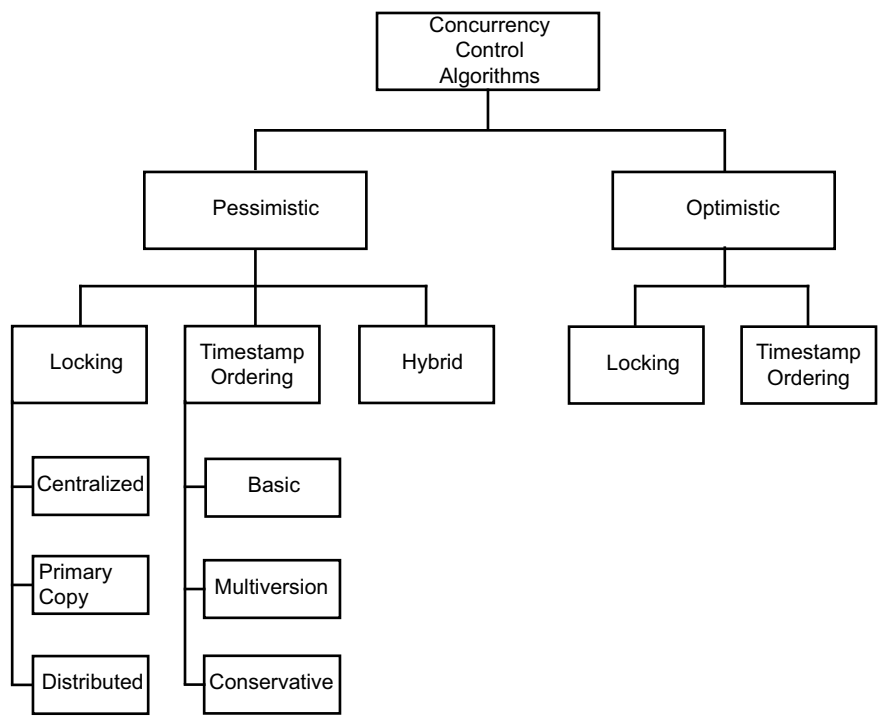 Concurrency
Control
Algorithms
Pessimistic
Optimistic
Locking
Timestamp
Ordering
Hybrid
Locking
Timestamp
Ordering
Centralized
Basic
Primary
Copy
Multiversion
Distributed
Conservative